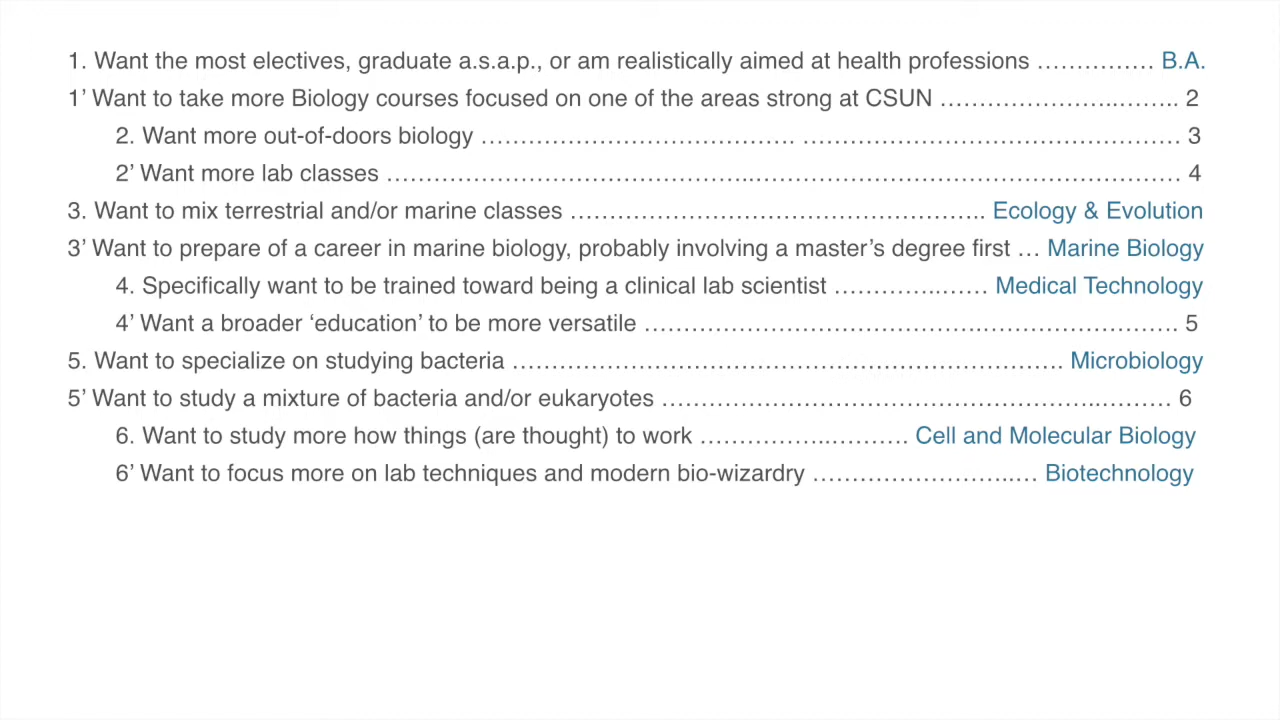 1. Want the most electives, graduate a.s.a.p., or am realistically aimed at health professions …………… B.A.
1’ Want to take more Biology courses focused on one of the areas strong at CSUN ……………………..…….. 2
2. Want more out-of-doors biology …………………………………… …………………………………………… 3
2’ Want more lab classes ………………………………………..………………………………………………… 4
3. Want to mix terrestrial and/or marine classes ……………………………………………….. Ecology & Evolution
3’ Want to prepare of a career in marine biology, probably involving a master’s degree first … Marine Biology
4. Specifically want to be trained toward being a clinical lab scientist …………..…… Medical Technology
4’ Want a broader ‘education’ to be more versatile ……………………………………..……………………. 5
5. Want to specialize on studying bacteria ………………………………………………………………. Microbiology
5’ Want to study a mixture of bacteria and/or eukaryotes …………………………………………………..……… 6
6. Want to study more how things (are thought) to work ……………..………. Cell and Molecular Biology
6’ Want to focus more on lab techniques and modern bio-wizardry ……………………..… Biotechnology